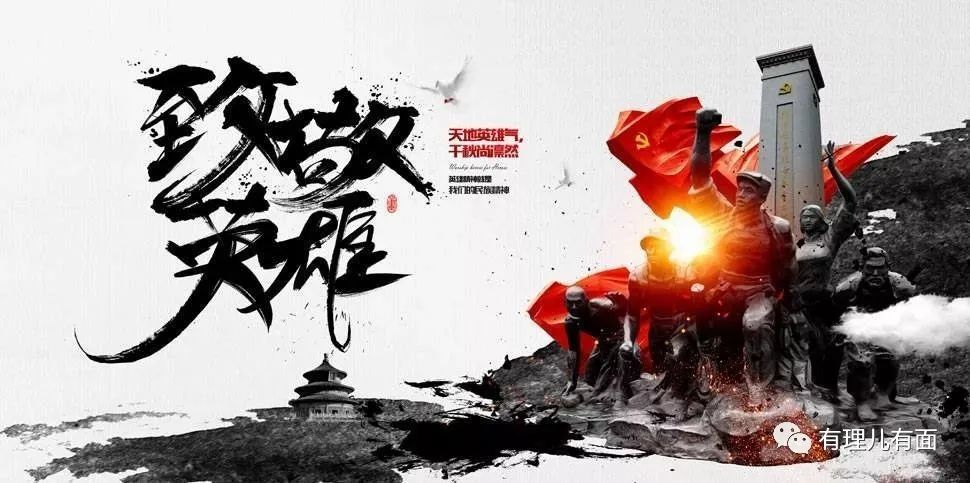 致敬
英雄
天地英雄气，
千秋尚凛然
英雄精神就是
我们的民族精神
有理儿有面